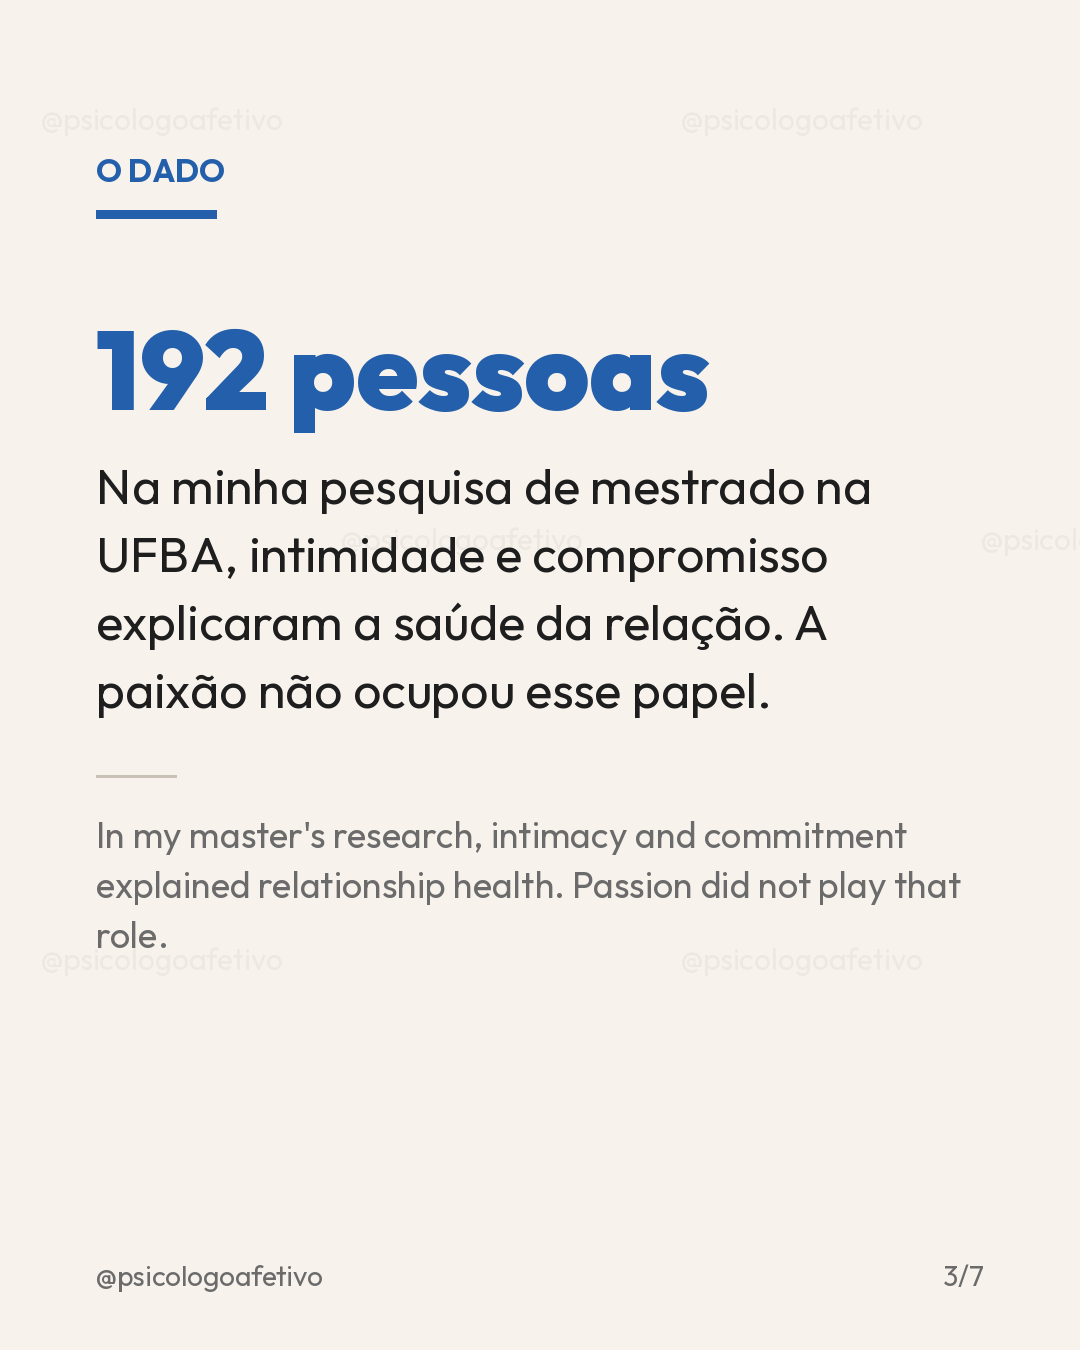 @psicologoafetivo @psicologoafetivo
O DADO
192 pessoas
Na minha pesquisa de mestrado na
@psicologoafetivo @psicol
UFBA, intimidade e compromisso
explicaram a saúde da relação. A
paixão não ocupou esse papel.
In my master's research, intimacy and commitment
explained relationship health. Passion did not play that
role.
@psicologoafetivo @psicologoafetivo
@psicologoafetivo 3/7